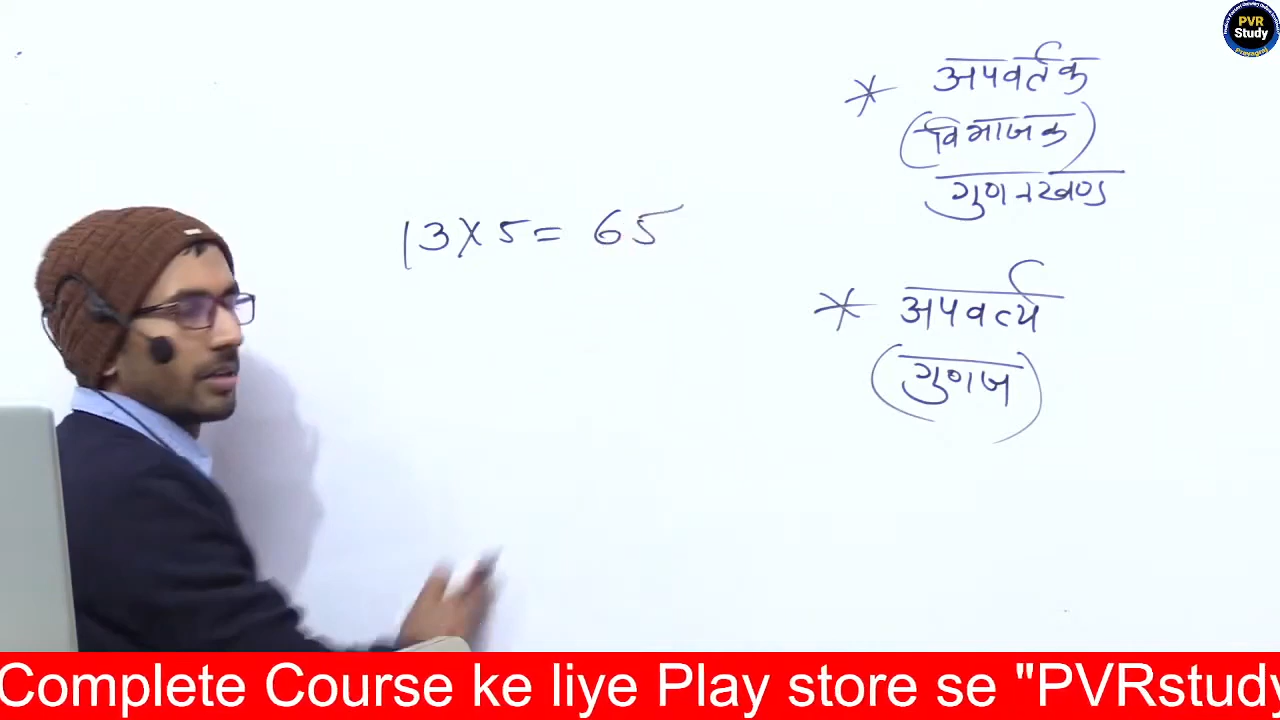 PVR
Study
Prayagraj
* अपवर्तक
(विभाजक)
गुणनखण्ड
13 x 5 = 65
* अपवर्त्य
(गुणज)
Complete Course ke liye Play store se "PVRstudy